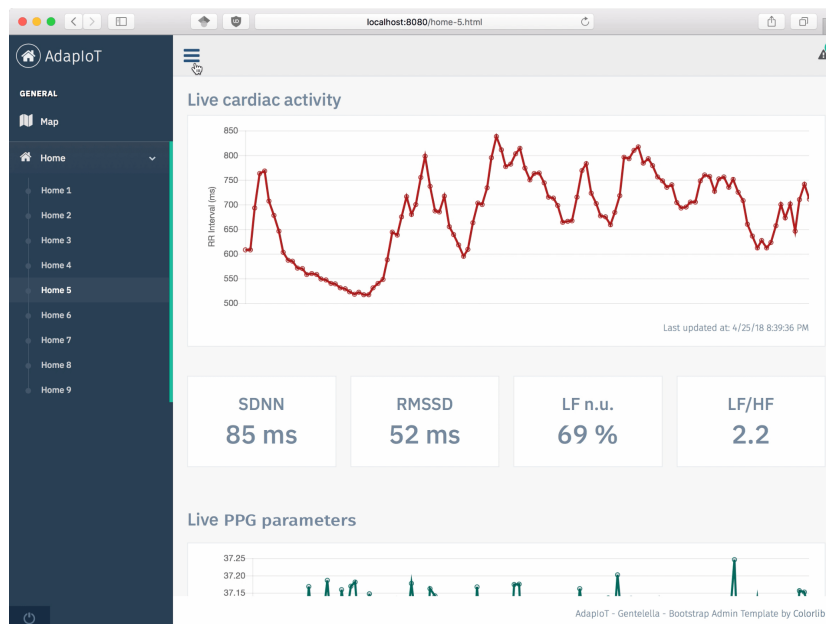 localhost:8080/home-5.html
AdapIoT
GENERAL
Map
Home
Home 1
Home 2
Home 3
Home 4
Home 5
Home 6
Home 7
Home 8
Home 9
Live cardiac activity
850
800
750
700
650
600
550
500
RR Interval (ms)
Last updated at: 4/25/18 8:39:36 PM
SDNN
85 ms
RMSSD
52 ms
LF n.u.
69 %
LF/HF
2.2
Live PPG parameters
37.25
37.20
37.15
AdapIoT - Gentelella - Bootstrap Admin Template by Colorlib